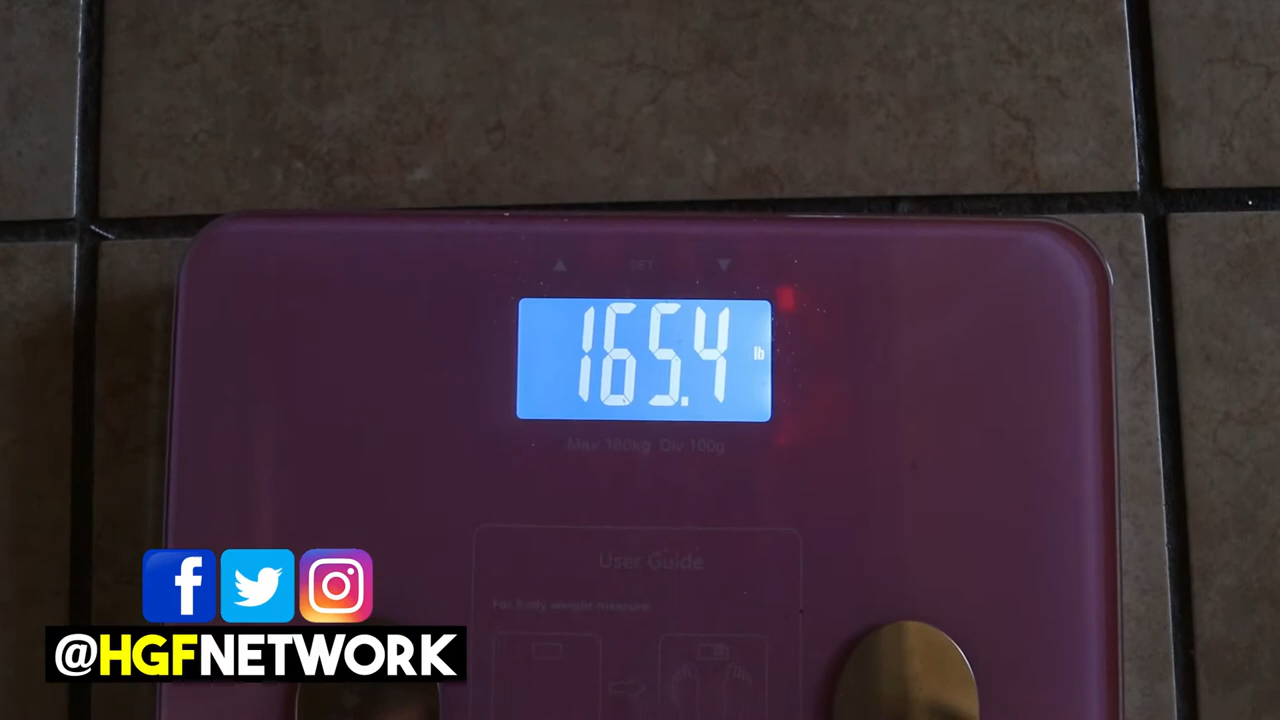 ▲ SET ▼
165.4 lb
Max 180kg Div 100g
User Guide
For body weight measure
@HGFNETWORK